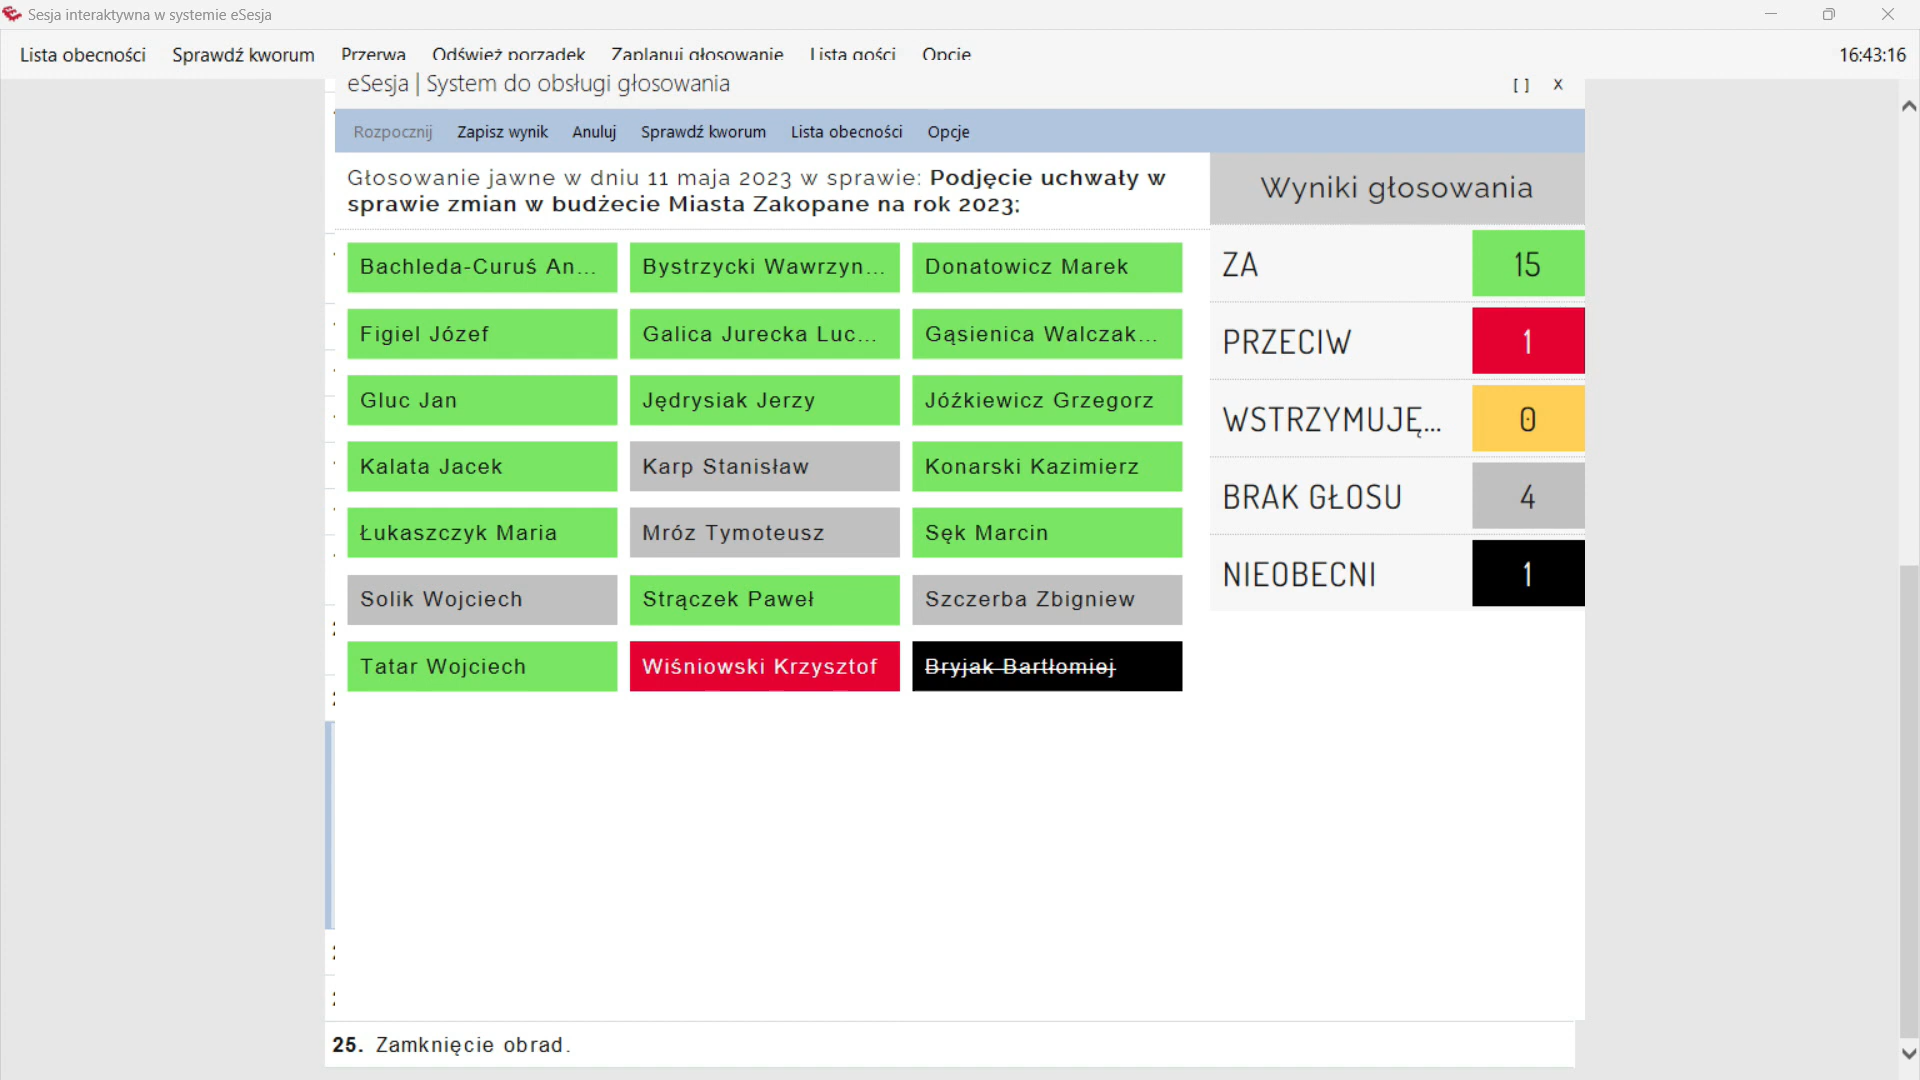 Sesja interaktywna w systemie eSesja
Lista obecności Sprawdź kworum Przerwa Odśwież porządek Zaplanuj głosowanie Lista gości Opcje 16:43:16
eSesja | System do obsługi głosowania [ ] x
Rozpocznij Zapisz wynik Anuluj Sprawdź kworum Lista obecności Opcje
Głosowanie jawne w dniu 11 maja 2023 w sprawie: Podjęcie uchwały w
sprawie zmian w budżecie Miasta Zakopane na rok 2023;
Bachleda-Curuś An... Bystrzycki Wawrzyn... Donatowicz Marek
Figiel Józef Galica Jurecka Luc... Gąsienica Walczak...
Gluc Jan Jędrysiak Jerzy Jóźkiewicz Grzegorz
Kalata Jacek Karp Stanisław Konarski Kazimierz
Łukaszczyk Maria Mróz Tymoteusz Sęk Marcin
Solik Wojciech Strączek Paweł Szczerba Zbigniew
Tatar Wojciech Wiśniowski Krzysztof Bryjak Bartłomiej
Wyniki głosowania
ZA 15
PRZECIW 1
WSTRZYMUJĘ... 0
BRAK GŁOSU 4
NIEOBECNI 1
25. Zamknięcie obrad.